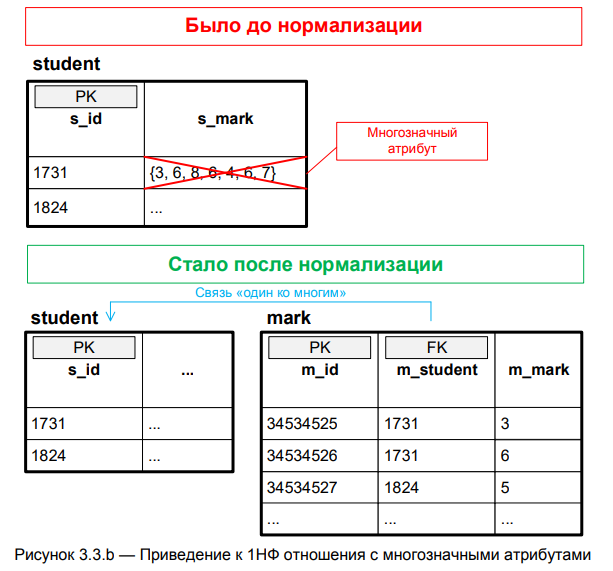 Было до нормализации
student
PK
s_id s_mark
Многозначный
атрибут
1731 {3, 6, 8, 6, 4, 6, 7}
1824 ...
Стало после нормализации
Связь «один ко многим»
student mark
PK PK FK
s_id ... m_id m_student m_mark
1731 ... 34534525 1731 3
1824 ... 34534526 1731 6
34534527 1824 5
... ... ...
Рисунок 3.3.b — Приведение к 1НФ отношения с многозначными атрибутами